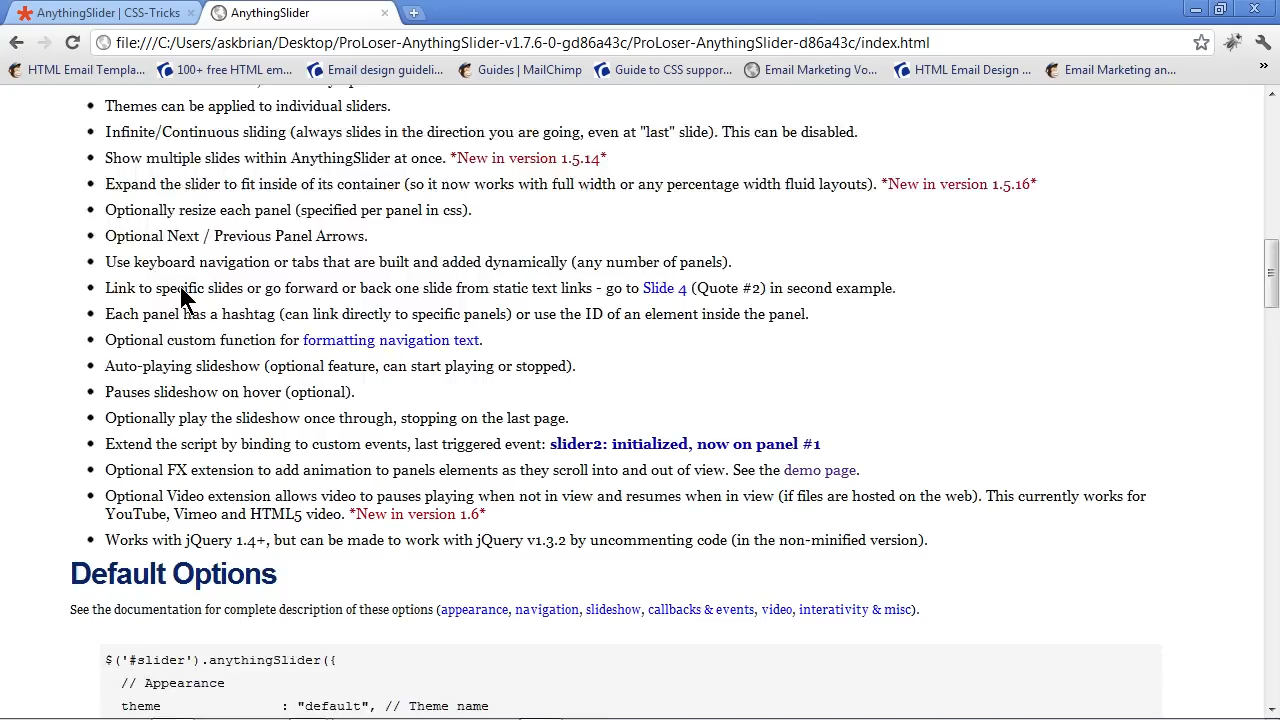 AnythingSlider | CSS-Tricks
AnythingSlider
file:///C:/Users/askbrian/Desktop/ProLoser-AnythingSlider-v1.7.6-0-gd86a43c/ProLoser-AnythingSlider-d86a43c/index.html
HTML Email Templa...
100+ free HTML em...
Email design guideli...
Guides | MailChimp
Guide to CSS suppor...
Email Marketing Vo...
HTML Email Design ...
Email Marketing an...
»
Themes can be applied to individual sliders.
Infinite/Continuous sliding (always slides in the direction you are going, even at "last" slide). This can be disabled.
Show multiple slides within AnythingSlider at once. *New in version 1.5.14*
Expand the slider to fit inside of its container (so it now works with full width or any percentage width fluid layouts). *New in version 1.5.16*
Optionally resize each panel (specified per panel in css).
Optional Next / Previous Panel Arrows.
Use keyboard navigation or tabs that are built and added dynamically (any number of panels).
Link to specific slides or go forward or back one slide from static text links - go to Slide 4 (Quote #2) in second example.
Each panel has a hashtag (can link directly to specific panels) or use the ID of an element inside the panel.
Optional custom function for formatting navigation text.
Auto-playing slideshow (optional feature, can start playing or stopped).
Pauses slideshow on hover (optional).
Optionally play the slideshow once through, stopping on the last page.
Extend the script by binding to custom events, last triggered event: slider2: initialized, now on panel #1
Optional FX extension to add animation to panels elements as they scroll into and out of view. See the demo page.
Optional Video extension allows video to pauses playing when not in view and resumes when in view (if files are hosted on the web). This currently works for
YouTube, Vimeo and HTML5 video. *New in version 1.6*
Works with jQuery 1.4+, but can be made to work with jQuery v1.3.2 by uncommenting code (in the non-minified version).
Default Options
See the documentation for complete description of these options (appearance, navigation, slideshow, callbacks & events, video, interativity & misc).
$('#slider').anythingSlider({
// Appearance
theme : "default", // Theme name